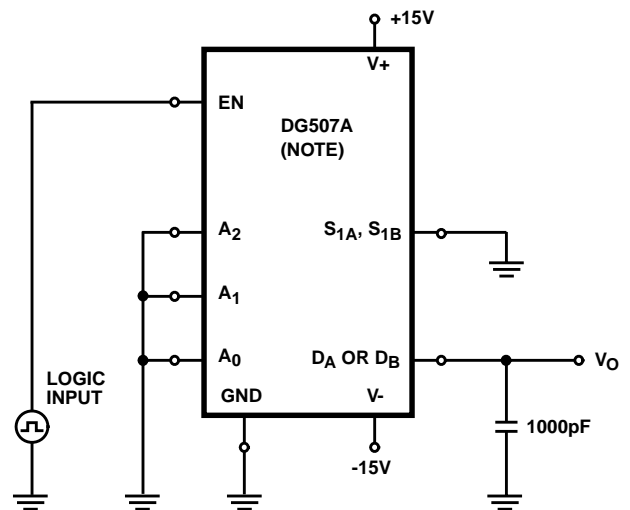 +15V
V+
EN
DG507A
(NOTE)
A2
S1A, S1B
A1
A0
DA OR DB
VO
LOGIC
INPUT
GND
V-
1000pF
-15V